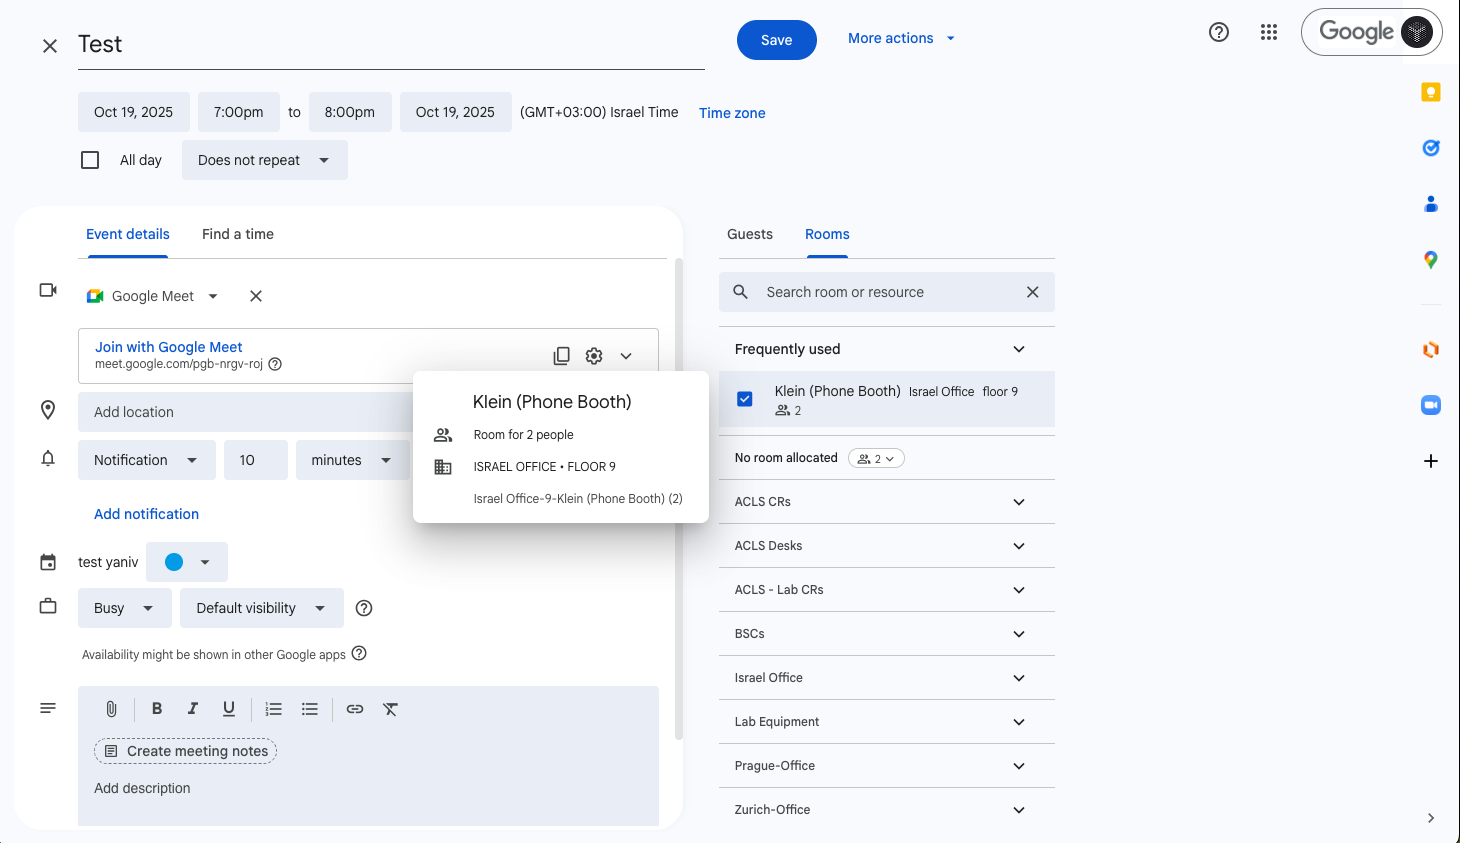 Test
Save
More actions
Google
Oct 19, 2025
7:00pm
to
8:00pm
Oct 19, 2025
(GMT+03:00) Israel Time
Time zone
All day
Does not repeat
Event details
Find a time
Google Meet
Join with Google Meet
meet.google.com/pgb-nrgv-roj
Add location
Notification
10
minutes
Add notification
test yaniv
Busy
Default visibility
Availability might be shown in other Google apps
B I U
Create meeting notes
Add description
Klein (Phone Booth)
Room for 2 people
ISRAEL OFFICE • FLOOR 9
Israel Office-9-Klein (Phone Booth) (2)
Guests
Rooms
Search room or resource
Frequently used
Klein (Phone Booth) Israel Office floor 9
2
No room allocated
2
ACLS CRs
ACLS Desks
ACLS - Lab CRs
BSCs
Israel Office
Lab Equipment
Prague-Office
Zurich-Office